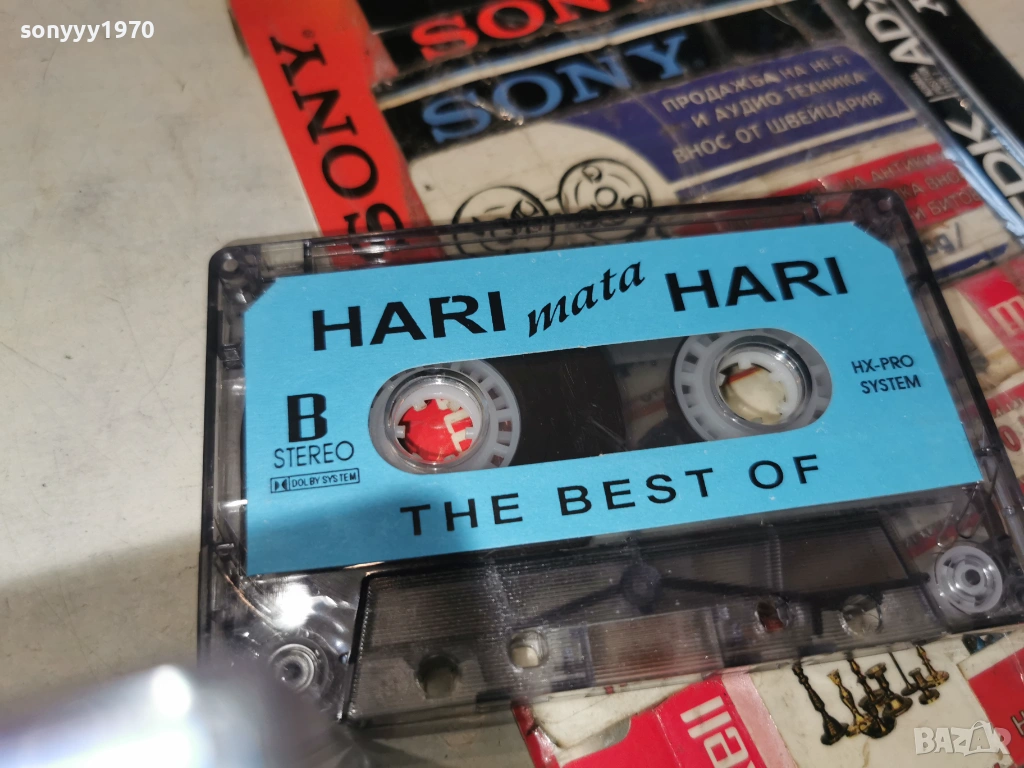 sonyyy1970
SONY
SONY
SONY
TDK
AD-X
ПРОДАЖБА НА HI-FI
И АУДИО ТЕХНИКА
ВНОС ОТ ШВЕЙЦАРИЯ
HARI mata HARI
B
STEREO
DOLBY SYSTEM
HX-PRO
SYSTEM
THE BEST OF
BAZAR